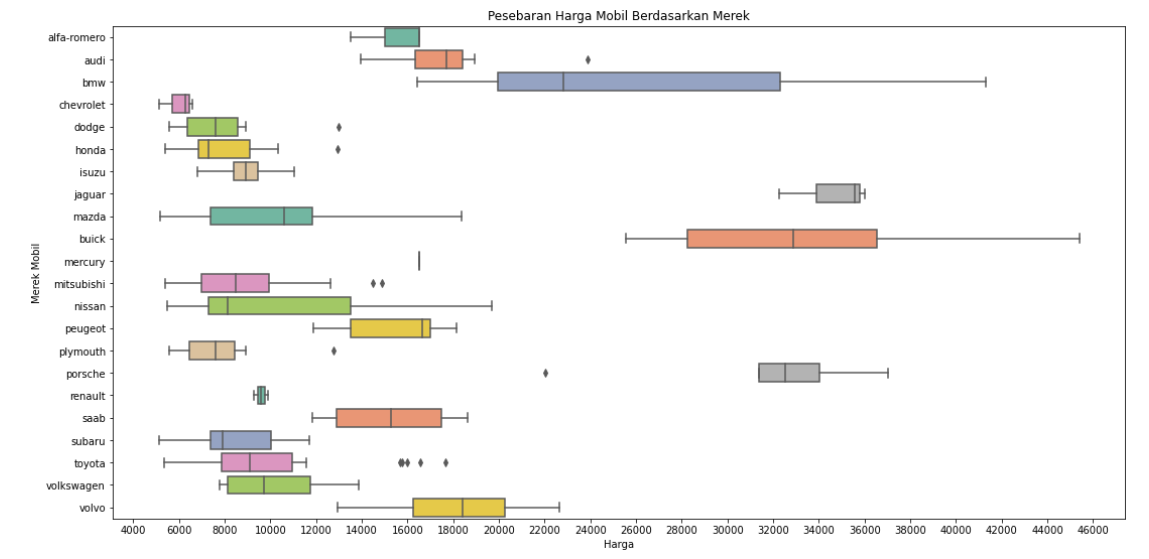 Pesebaran Harga Mobil Berdasarkan Merek
alfa-romero
audi
bmw
chevrolet
dodge
honda
isuzu
jaguar
mazda
buick
mercury
mitsubishi
nissan
peugeot
plymouth
porsche
renault
saab
subaru
toyota
volkswagen
volvo
Merek Mobil
4000 6000 8000 10000 12000 14000 16000 18000 20000 22000 24000 26000 28000 30000 32000 34000 36000 38000 40000 42000 44000 46000
Harga